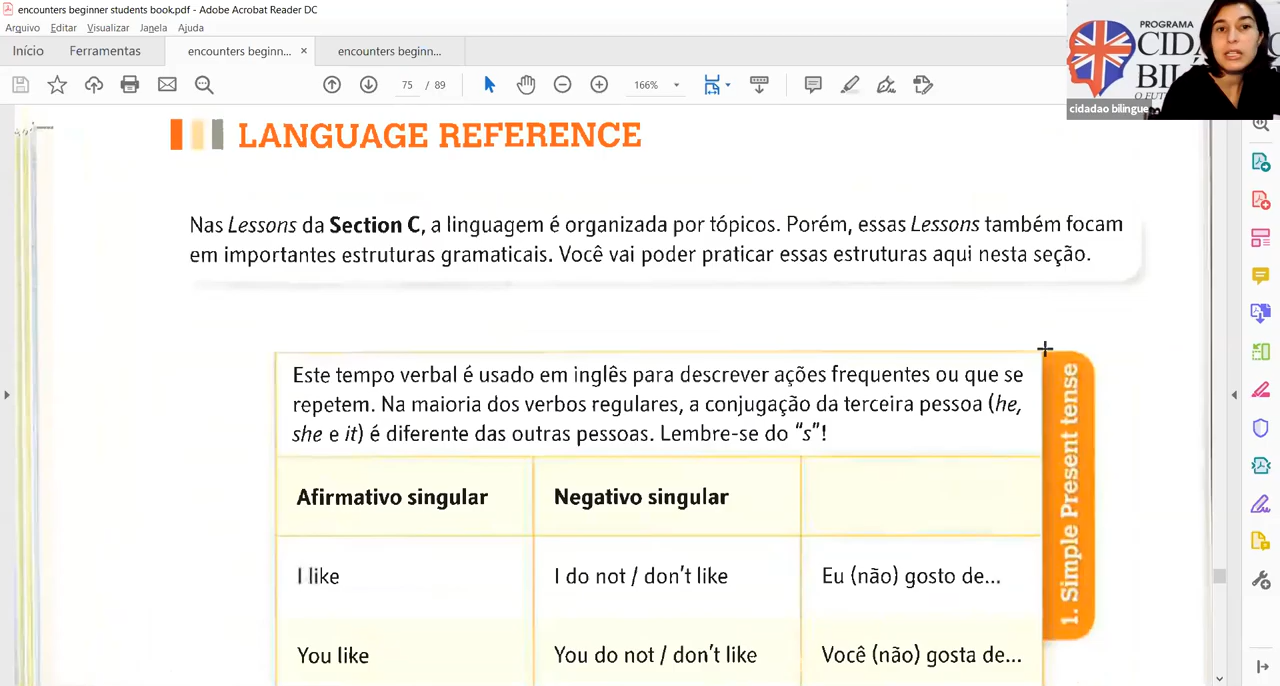 encounters beginner students book.pdf - Adobe Acrobat Reader DC
Arquivo Editar Visualizar Janela Ajuda
Início Ferramentas encounters beginn... × encounters beginn...
75 / 89 166%
PROGRAMA
cidadao bilingue
LANGUAGE REFERENCE
Nas Lessons da Section C, a linguagem é organizada por tópicos. Porém, essas Lessons também focam
em importantes estruturas gramaticais. Você vai poder praticar essas estruturas aqui nesta seção.
Este tempo verbal é usado em inglês para descrever ações frequentes ou que se
repetem. Na maioria dos verbos regulares, a conjugação da terceira pessoa (he,
she e it) é diferente das outras pessoas. Lembre-se do “s”!
1. Simple Present tense
Afirmativo singular Negativo singular
I like I do not / don’t like Eu (não) gosto de...
You like You do not / don’t like Você (não) gosta de...